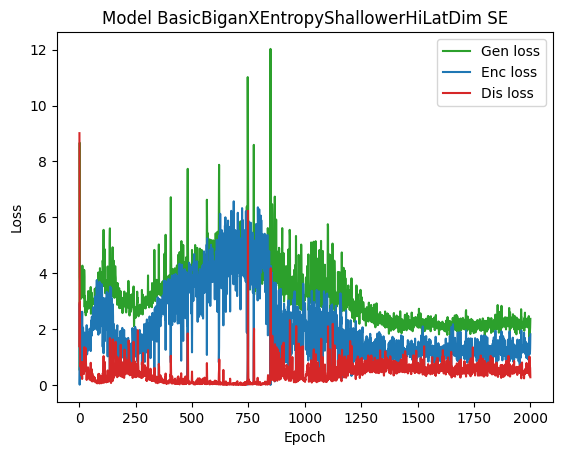 Model BasicBiganXEntropyShallowerHiLatDim SE
Gen loss
Enc loss
Dis loss
Loss
12
10
8
6
4
2
0
0 250 500 750 1000 1250 1500 1750 2000
Epoch